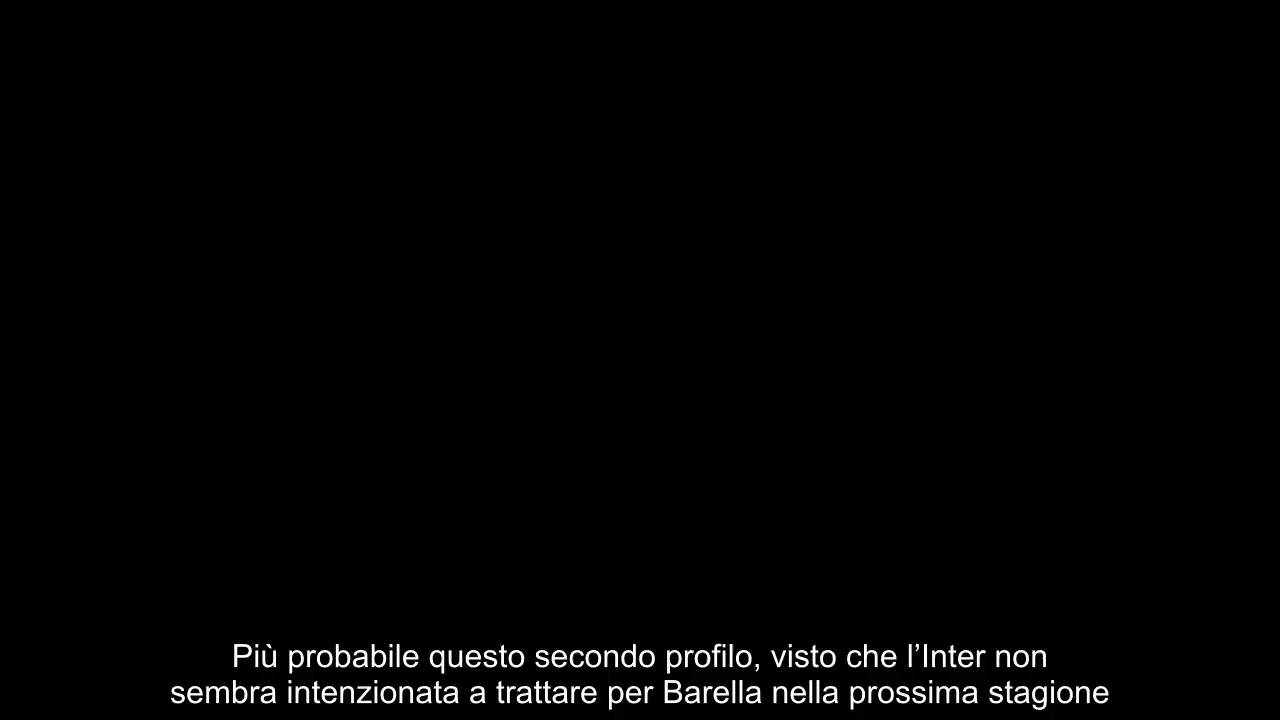 Più probabile questo secondo profilo, visto che l’Inter non
sembra intenzionata a trattare per Barella nella prossima stagione